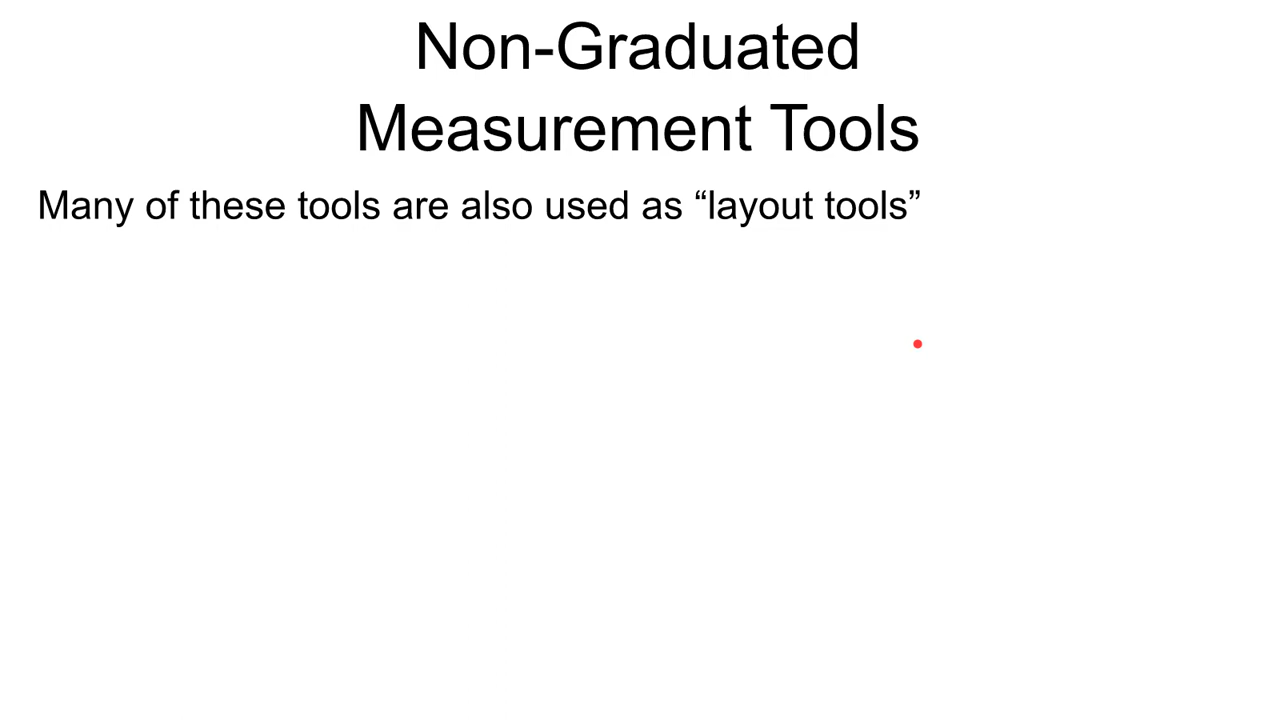 Non-Graduated
Measurement Tools
Many of these tools are also used as “layout tools”